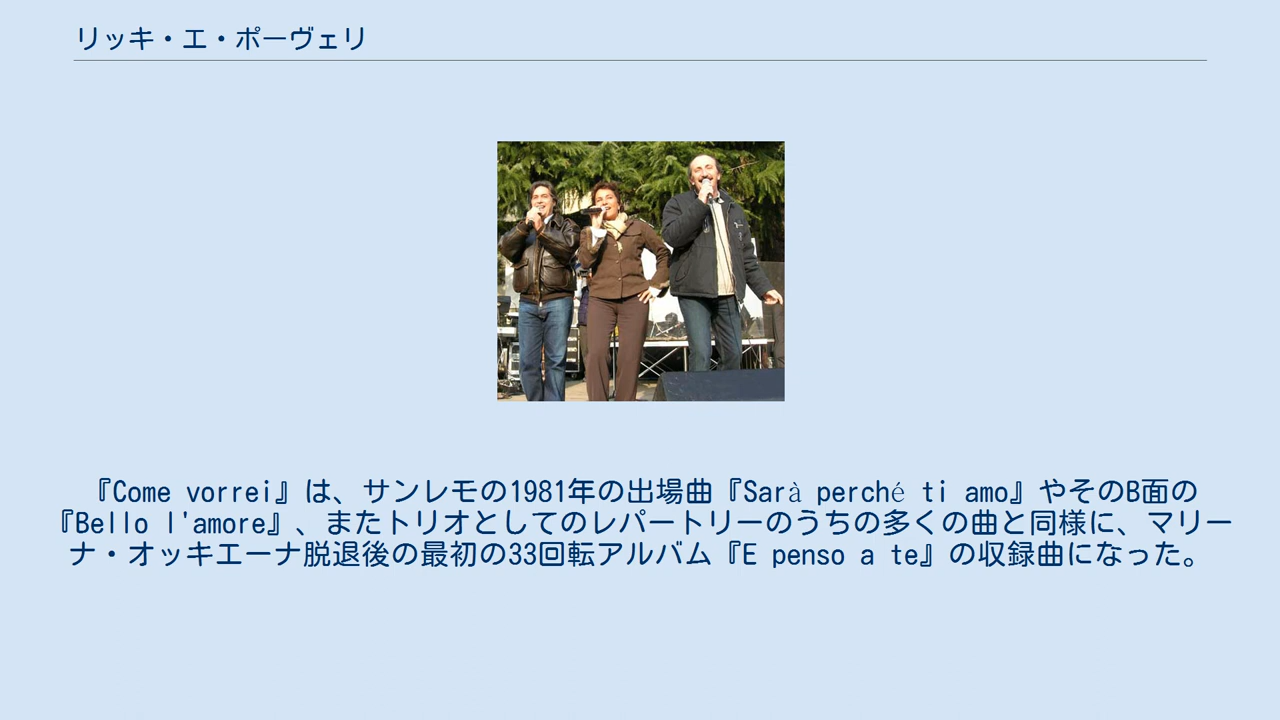 リッキ・エ・ポーヴェリ
『Come vorrei』は、サンレモの1981年の出場曲『Sarà perché ti amo』やそのB面の
『Bello l'amore』、またトリオとしてのレパートリーのうちの多くの曲と同様に、マリー
ナ・オッキエーナ脱退後の最初の33回転アルバム『E penso a te』の収録曲になった。